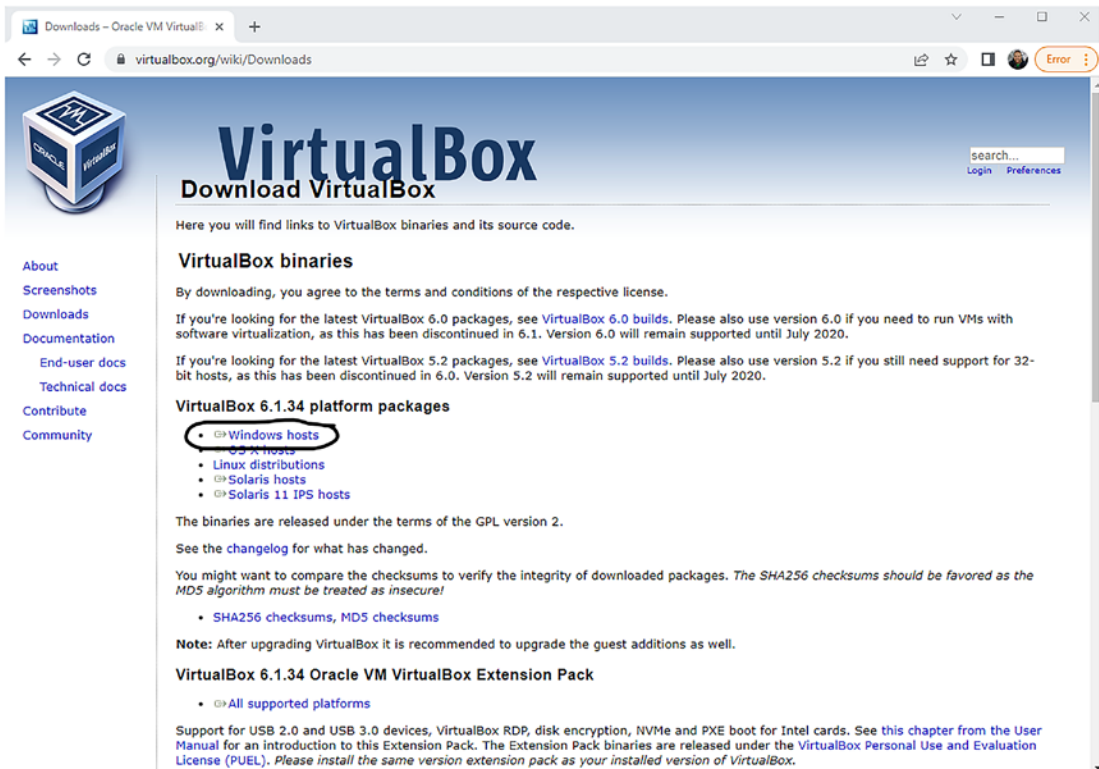 Downloads – Oracle VM VirtualB
virtualbox.org/wiki/Downloads
Error
ORACLE
VirtualBox
VirtualBox
search...
Login Preferences
Download VirtualBox
Here you will find links to VirtualBox binaries and its source code.
About
Screenshots
Downloads
Documentation
End-user docs
Technical docs
Contribute
Community
VirtualBox binaries
By downloading, you agree to the terms and conditions of the respective license.
If you're looking for the latest VirtualBox 6.0 packages, see VirtualBox 6.0 builds. Please also use version 6.0 if you need to run VMs with
software virtualization, as this has been discontinued in 6.1. Version 6.0 will remain supported until July 2020.
If you're looking for the latest VirtualBox 5.2 packages, see VirtualBox 5.2 builds. Please also use version 5.2 if you still need support for 32-
bit hosts, as this has been discontinued in 6.0. Version 5.2 will remain supported until July 2020.
VirtualBox 6.1.34 platform packages
• Windows hosts
• OS X hosts
• Linux distributions
• Solaris hosts
• Solaris 11 IPS hosts
The binaries are released under the terms of the GPL version 2.
See the changelog for what has changed.
You might want to compare the checksums to verify the integrity of downloaded packages. The SHA256 checksums should be favored as the
MD5 algorithm must be treated as insecure!
• SHA256 checksums, MD5 checksums
Note: After upgrading VirtualBox it is recommended to upgrade the guest additions as well.
VirtualBox 6.1.34 Oracle VM VirtualBox Extension Pack
• All supported platforms
Support for USB 2.0 and USB 3.0 devices, VirtualBox RDP, disk encryption, NVMe and PXE boot for Intel cards. See this chapter from the User
Manual for an introduction to this Extension Pack. The Extension Pack binaries are released under the VirtualBox Personal Use and Evaluation
License (PUEL). Please install the same version extension pack as your installed version of VirtualBox.